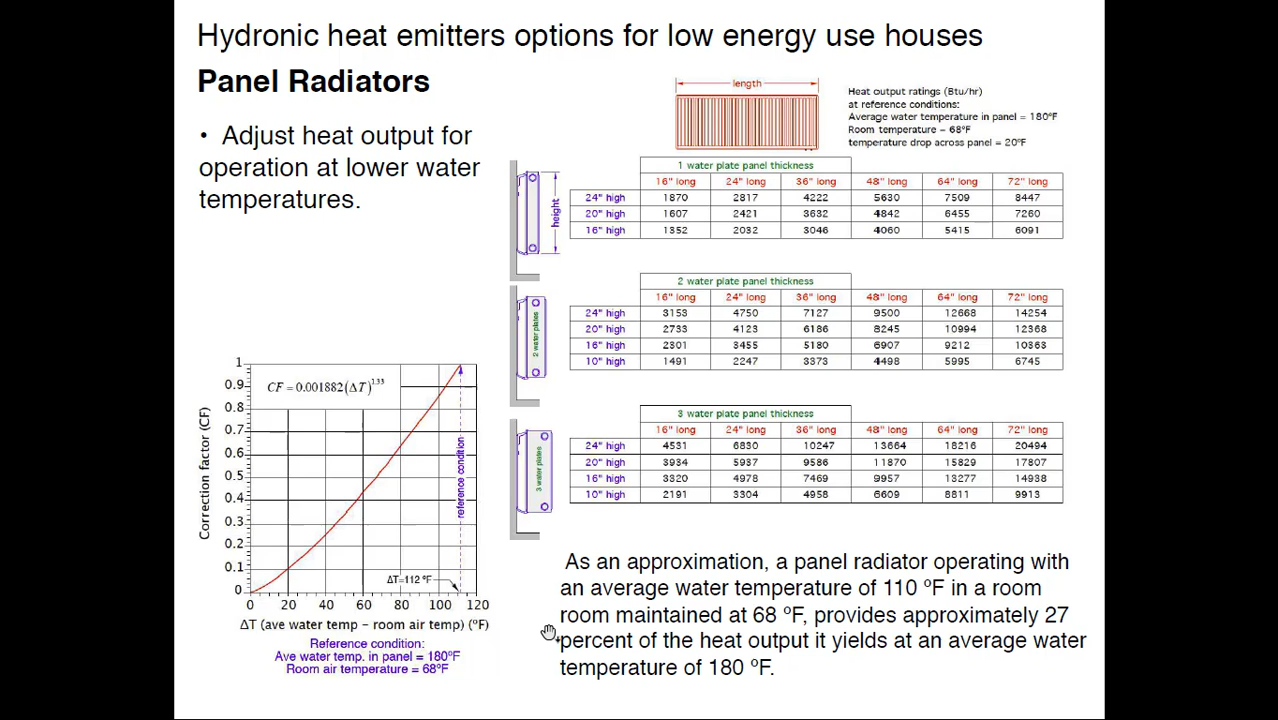 Hydronic heat emitters options for low energy use houses
Panel Radiators
• Adjust heat output for
operation at lower water
temperatures.
length
Heat output ratings (Btu/hr)
at reference conditions:
Average water temperature in panel = 180ºF
Room temperature = 68ºF
temperature drop across panel = 20ºF
height
1 water plate panel thickness
16" long 24" long 36" long 48" long 64" long 72" long
24" high 1870 2817 4222 5630 7509 8447
20" high 1607 2421 3632 4842 6455 7260
16" high 1352 2032 3046 4060 5415 6091
2 water plates
2 water plate panel thickness
16" long 24" long 36" long 48" long 64" long 72" long
24" high 3153 4750 7127 9500 12668 14254
20" high 2733 4123 6186 8245 10994 12368
16" high 2301 3455 5180 6907 9212 10363
10" high 1491 2247 3373 4498 5995 6745
3 water plates
3 water plate panel thickness
16" long 24" long 36" long 48" long 64" long 72" long
24" high 4531 6830 10247 13664 18216 20494
20" high 3934 5937 9586 11870 15829 17807
16" high 3320 4978 7469 9957 13277 14938
10" high 2191 3304 4958 6609 8811 9913
Correction factor (CF)
1
0.9
0.8
0.7
0.6
0.5
0.4
0.3
0.2
0.1
0
CF = 0.001882(ΔT)^1.33
reference condition
ΔT=112 ºF
0 20 40 60 80 100 120
ΔT (ave water temp – room air temp) (ºF)
Reference condition:
Ave water temp. in panel = 180ºF
Room air temperature = 68ºF
As an approximation, a panel radiator operating with
an average water temperature of 110 ºF in a room
room maintained at 68 ºF, provides approximately 27
percent of the heat output it yields at an average water
temperature of 180 ºF.